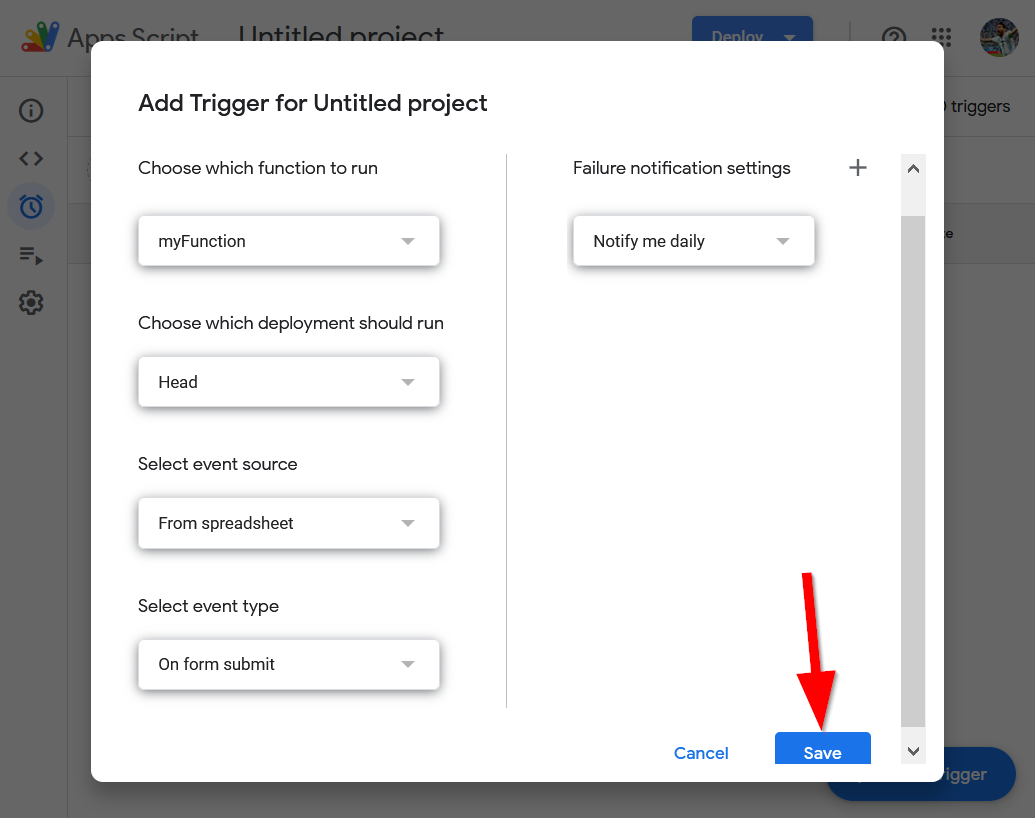 Apps Script Untitled project
Deploy
triggers
Add Trigger for Untitled project
Choose which function to run
myFunction
Choose which deployment should run
Head
Select event source
From spreadsheet
Select event type
On form submit
Failure notification settings
Notify me daily
Cancel
Save